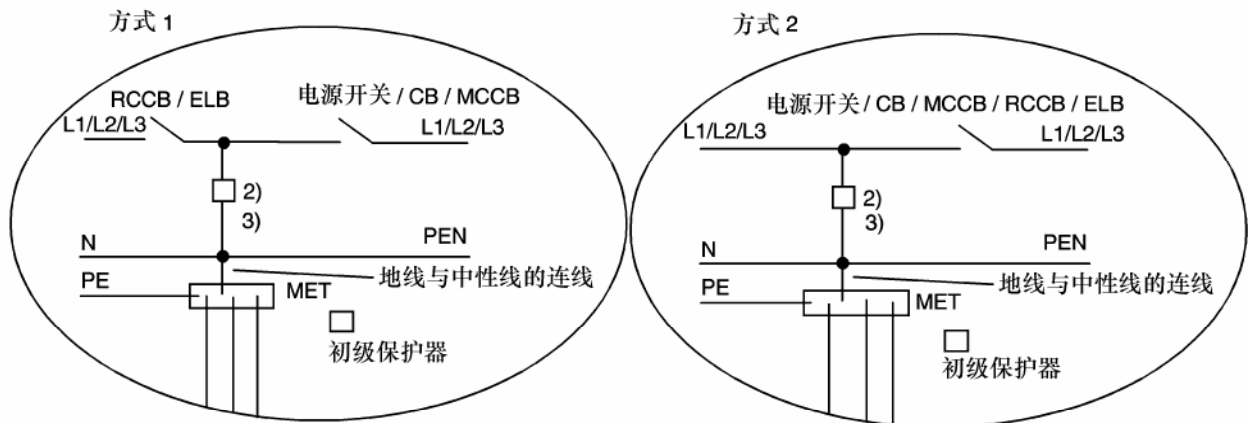 方式 1
RCCB / ELB
电源开关 / CB / MCCB
L1/L2/L3
L1/L2/L3
2)
3)
N
PEN
PE
地线与中性线的连线
MET
初级保护器
方式 2
电源开关 / CB / MCCB / RCCB / ELB
L1/L2/L3
L1/L2/L3
2)
3)
N
PEN
PE
地线与中性线的连线
MET
初级保护器